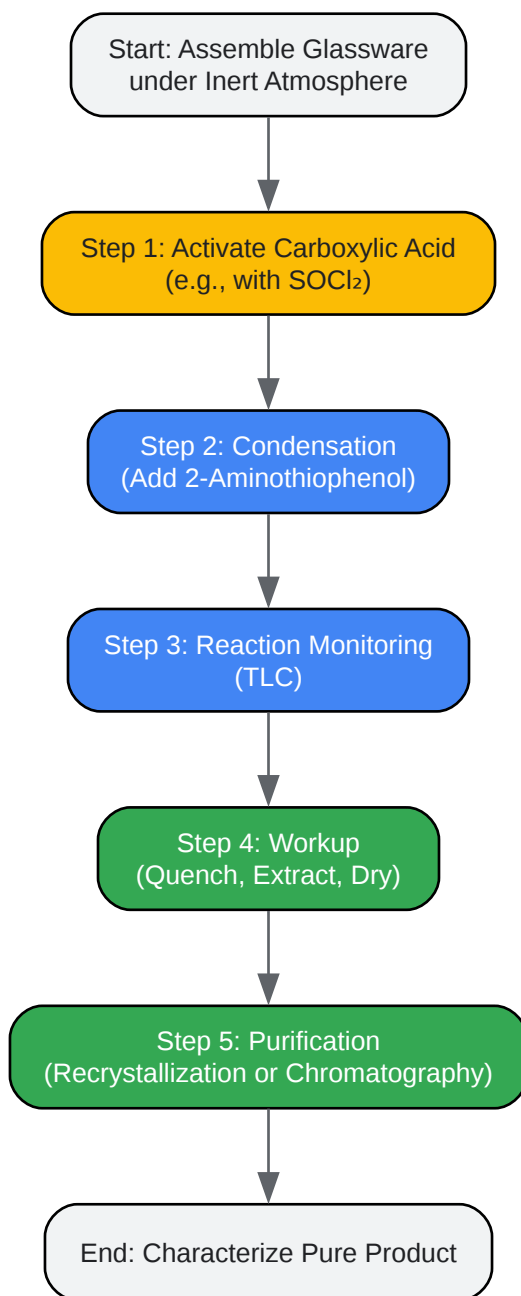 Start: Assemble Glassware
under Inert Atmosphere
Step 1: Activate Carboxylic Acid
(e.g., with SOCl₂)
Step 2: Condensation
(Add 2-Aminothiophenol)
Step 3: Reaction Monitoring
(TLC)
Step 4: Workup
(Quench, Extract, Dry)
Step 5: Purification
(Recrystallization or Chromatography)
End: Characterize Pure Product